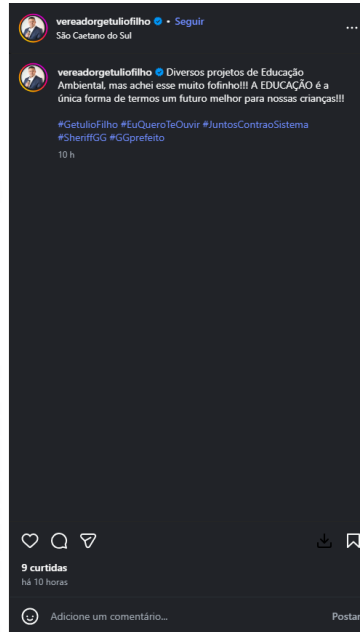 vereadorgetuliofilho • Seguir
São Caetano do Sul
vereadorgetuliofilho Diversos projetos de Educação
Ambiental, mas achei esse muito fofinho!!! A EDUCAÇÃO é a
única forma de termos um futuro melhor para nossas crianças!!!
#GetulioFilho #EuQueroTeOuvir #JuntosContraoSistema
#SheriffGG #GGprefeito
10 h
9 curtidas
há 10 horas
Adicione um comentário...
Postar